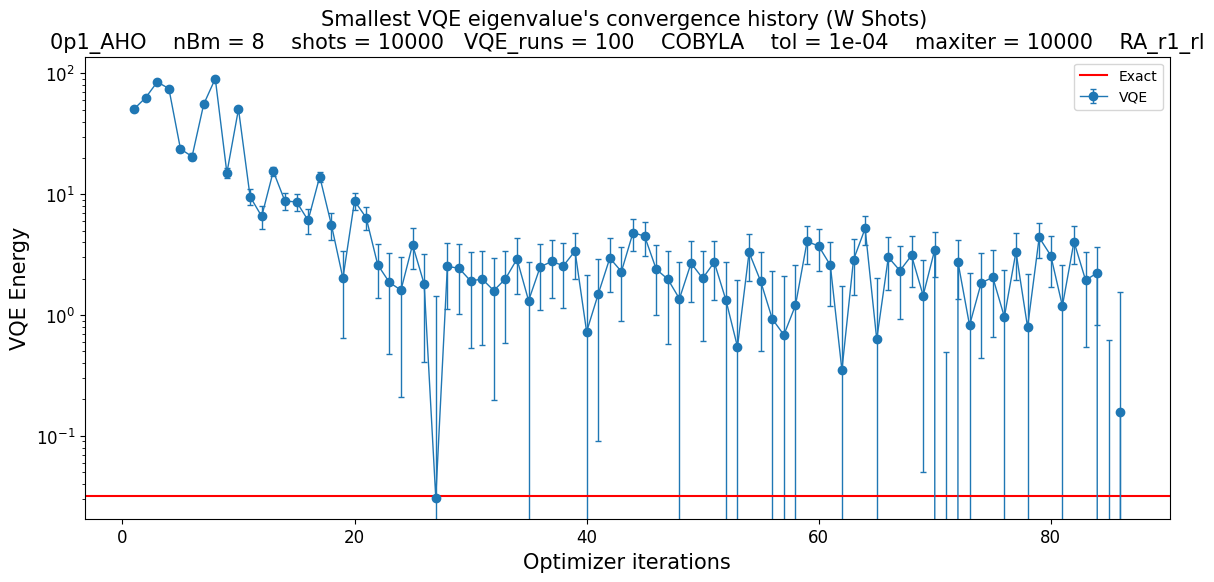 Smallest VQE eigenvalue's convergence history (W Shots)
0p1_AHO nBm = 8 shots = 10000 VQE_runs = 100 COBYLA tol = 1e-04 maxiter = 10000 RA_r1_rl
Exact
VQE
VQE Energy
10²
10¹
10⁰
10⁻¹
0 20 40 60 80
Optimizer iterations